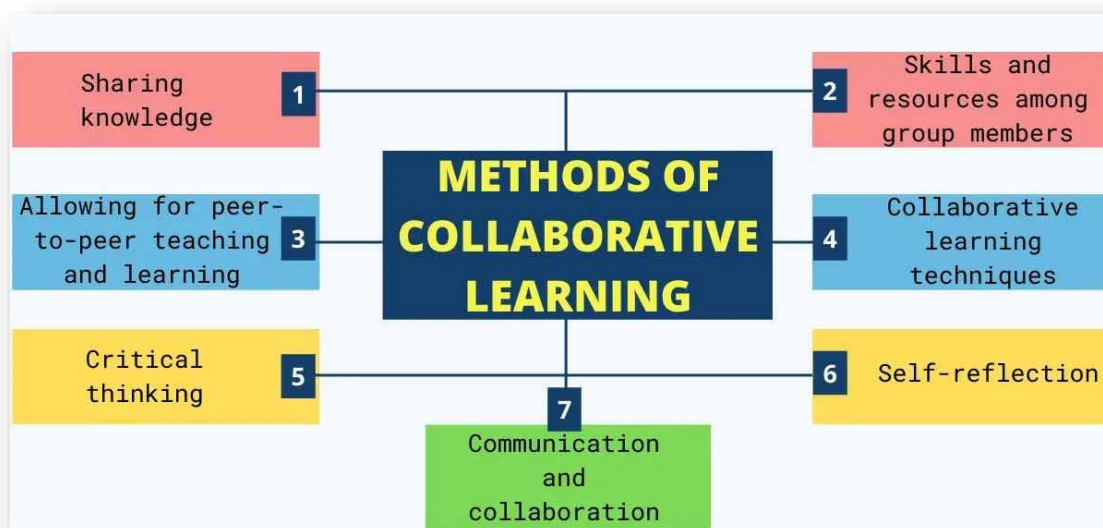 Sharing
knowledge
1
2
Skills and
resources among
group members
METHODS OF
COLLABORATIVE
LEARNING
Allowing for peer-
to-peer teaching
and learning
3
4
Collaborative
learning
techniques
Critical
thinking
5
6
Self-reflection
7
Communication
and
collaboration